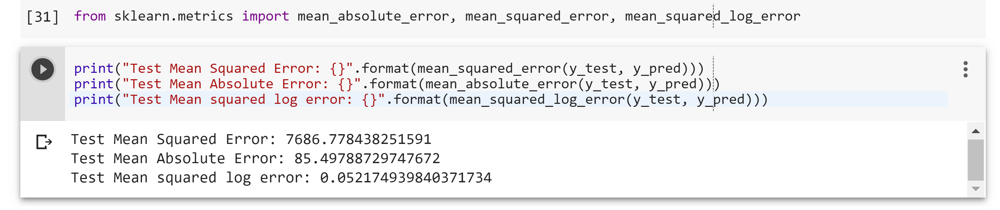 [31] from sklearn.metrics import mean_absolute_error, mean_squared_error, mean_squared_log_error
print("Test Mean Squared Error: {}".format(mean_squared_error(y_test, y_pred)))
print("Test Mean Absolute Error: {}".format(mean_absolute_error(y_test, y_pred)))
print("Test Mean squared log error: {}".format(mean_squared_log_error(y_test, y_pred)))
Test Mean Squared Error: 7686.778438251591
Test Mean Absolute Error: 85.49788729747672
Test Mean squared log error: 0.052174939840371734